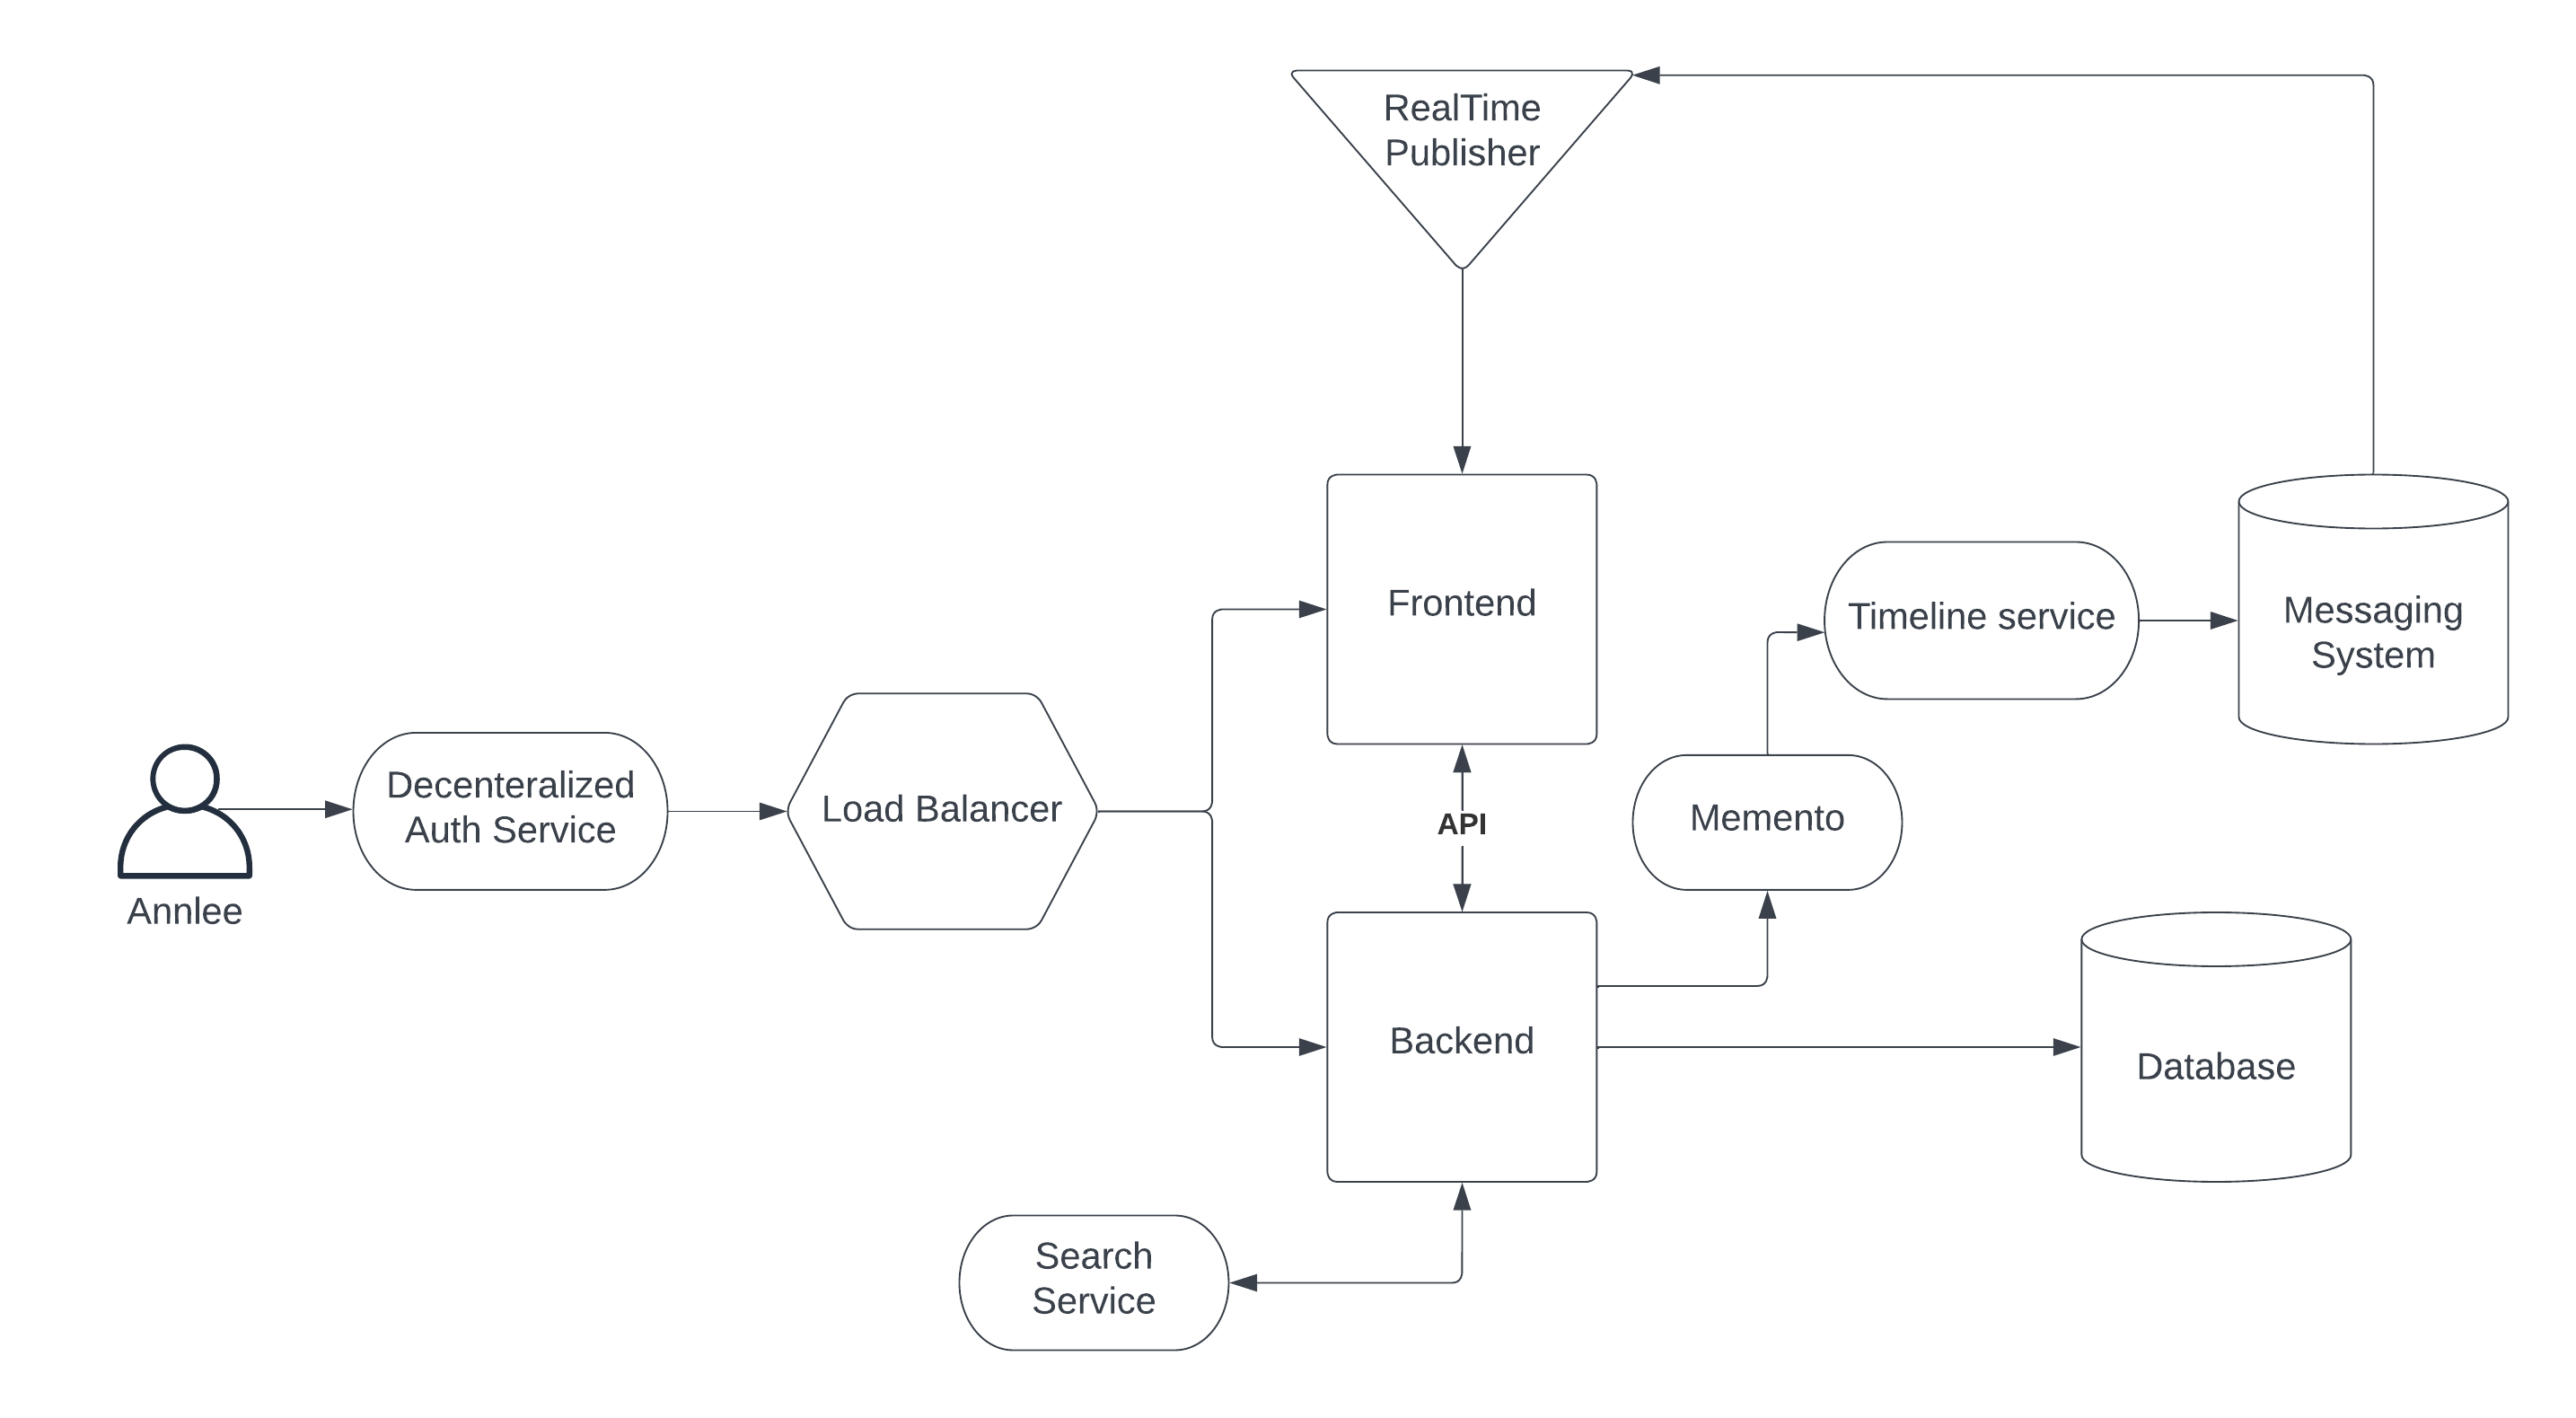 RealTime
Publisher
Frontend
Timeline service
Messaging
System
Decenteralized
Auth Service
Load Balancer
API
Memento
Annlee
Backend
Database
Search
Service